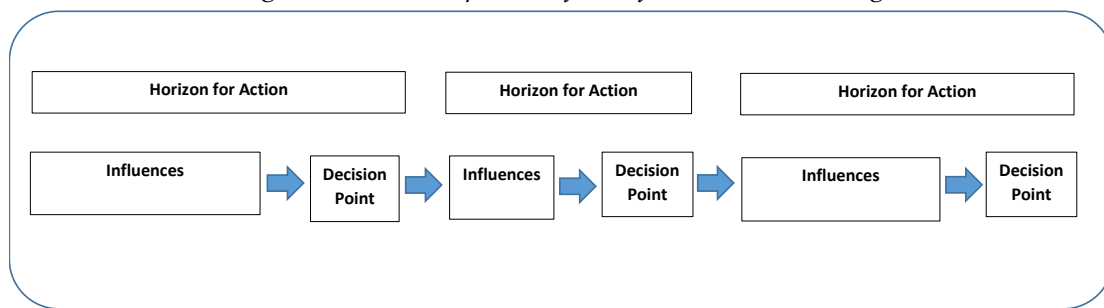 Horizon for Action
Horizon for Action
Horizon for Action
Influences
Decision
Point
Influences
Decision
Point
Influences
Decision
Point